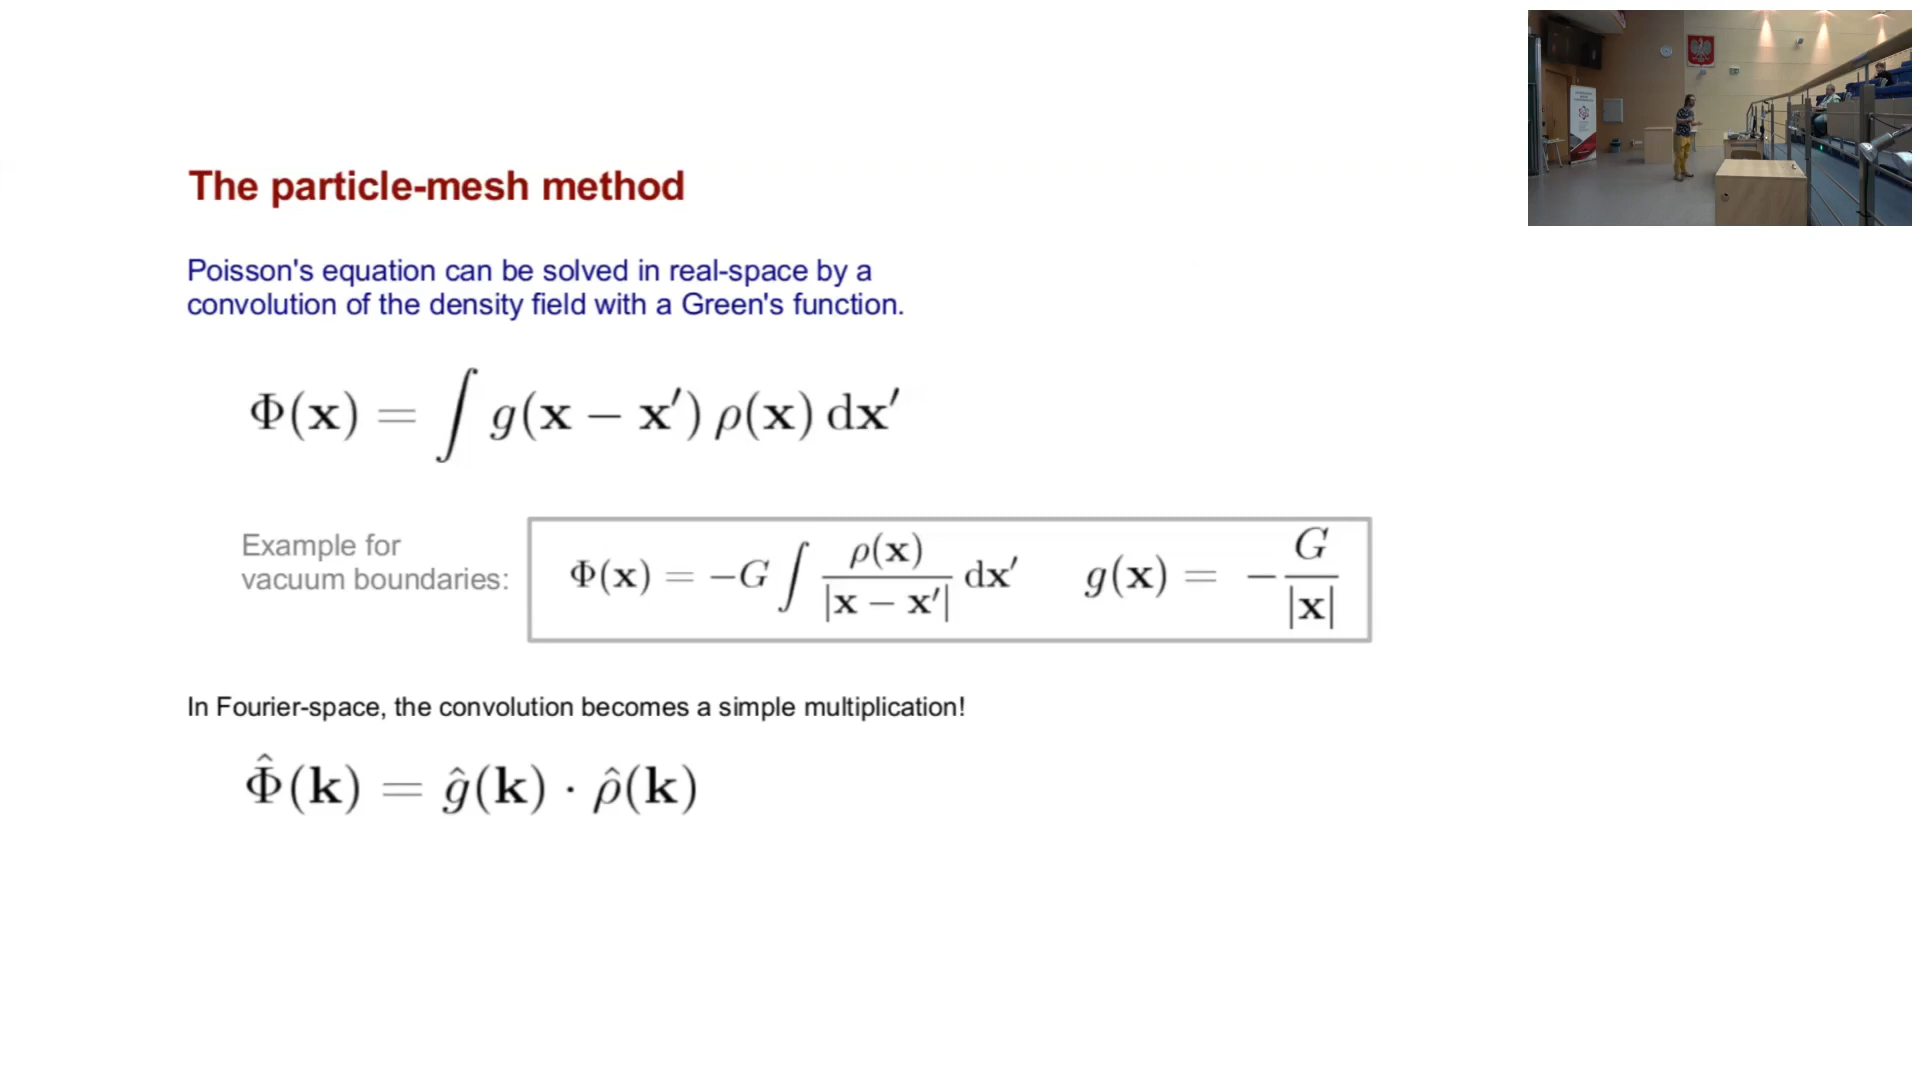 The particle-mesh method
Poisson's equation can be solved in real-space by a
convolution of the density field with a Green's function.
Φ(x) = ∫ g(x − x′) ρ(x) dx′
Example for
vacuum boundaries:
Φ(x) = −G ∫ ρ(x) / |x − x′| dx′    g(x) = − G / |x|
In Fourier-space, the convolution becomes a simple multiplication!
Φ̂(k) = ĝ(k) · ρ̂(k)